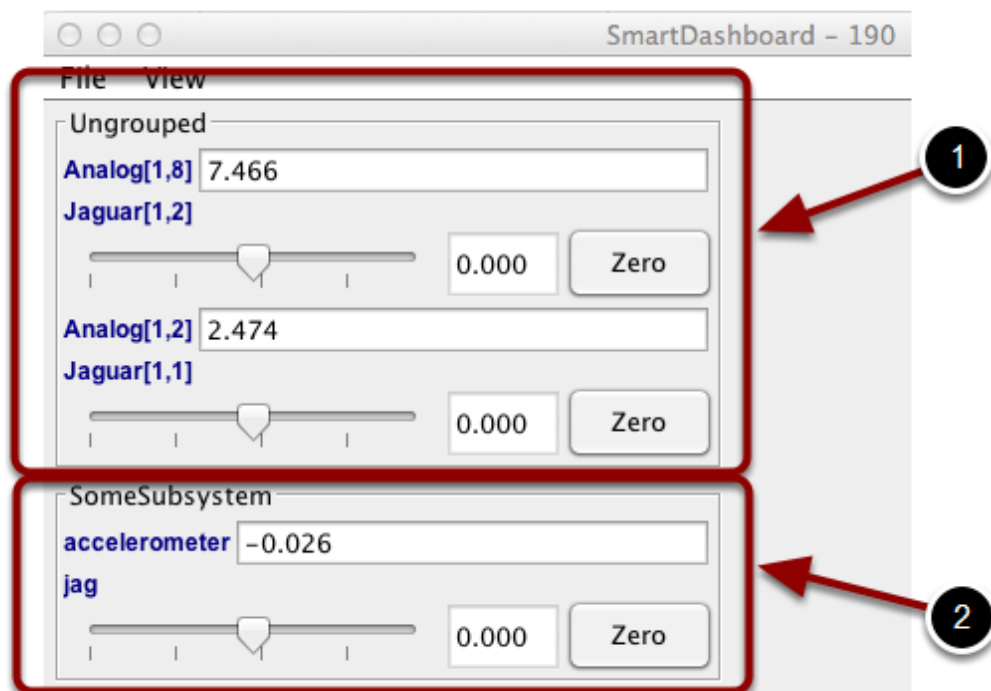 SmartDashboard – 190
File View
Ungrouped
Analog[1,8] 7.466
Jaguar[1,2]
0.000 Zero
Analog[1,2] 2.474
Jaguar[1,1]
0.000 Zero
1
SomeSubsystem
accelerometer –0.026
jag
0.000 Zero
2